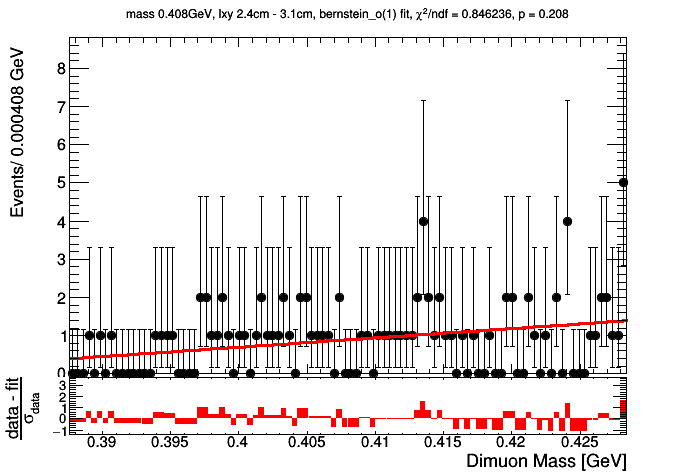 mass 0.408GeV, lxy 2.4cm - 3.1cm, bernstein_o(1) fit, χ²/ndf = 0.846236, p = 0.208
Events/ 0.000408 GeV
8
7
6
5
4
3
2
1
0
data - fit
σdata
3
2
1
0
−1
0.39 0.395 0.4 0.405 0.41 0.415 0.42 0.425
Dimuon Mass [GeV]